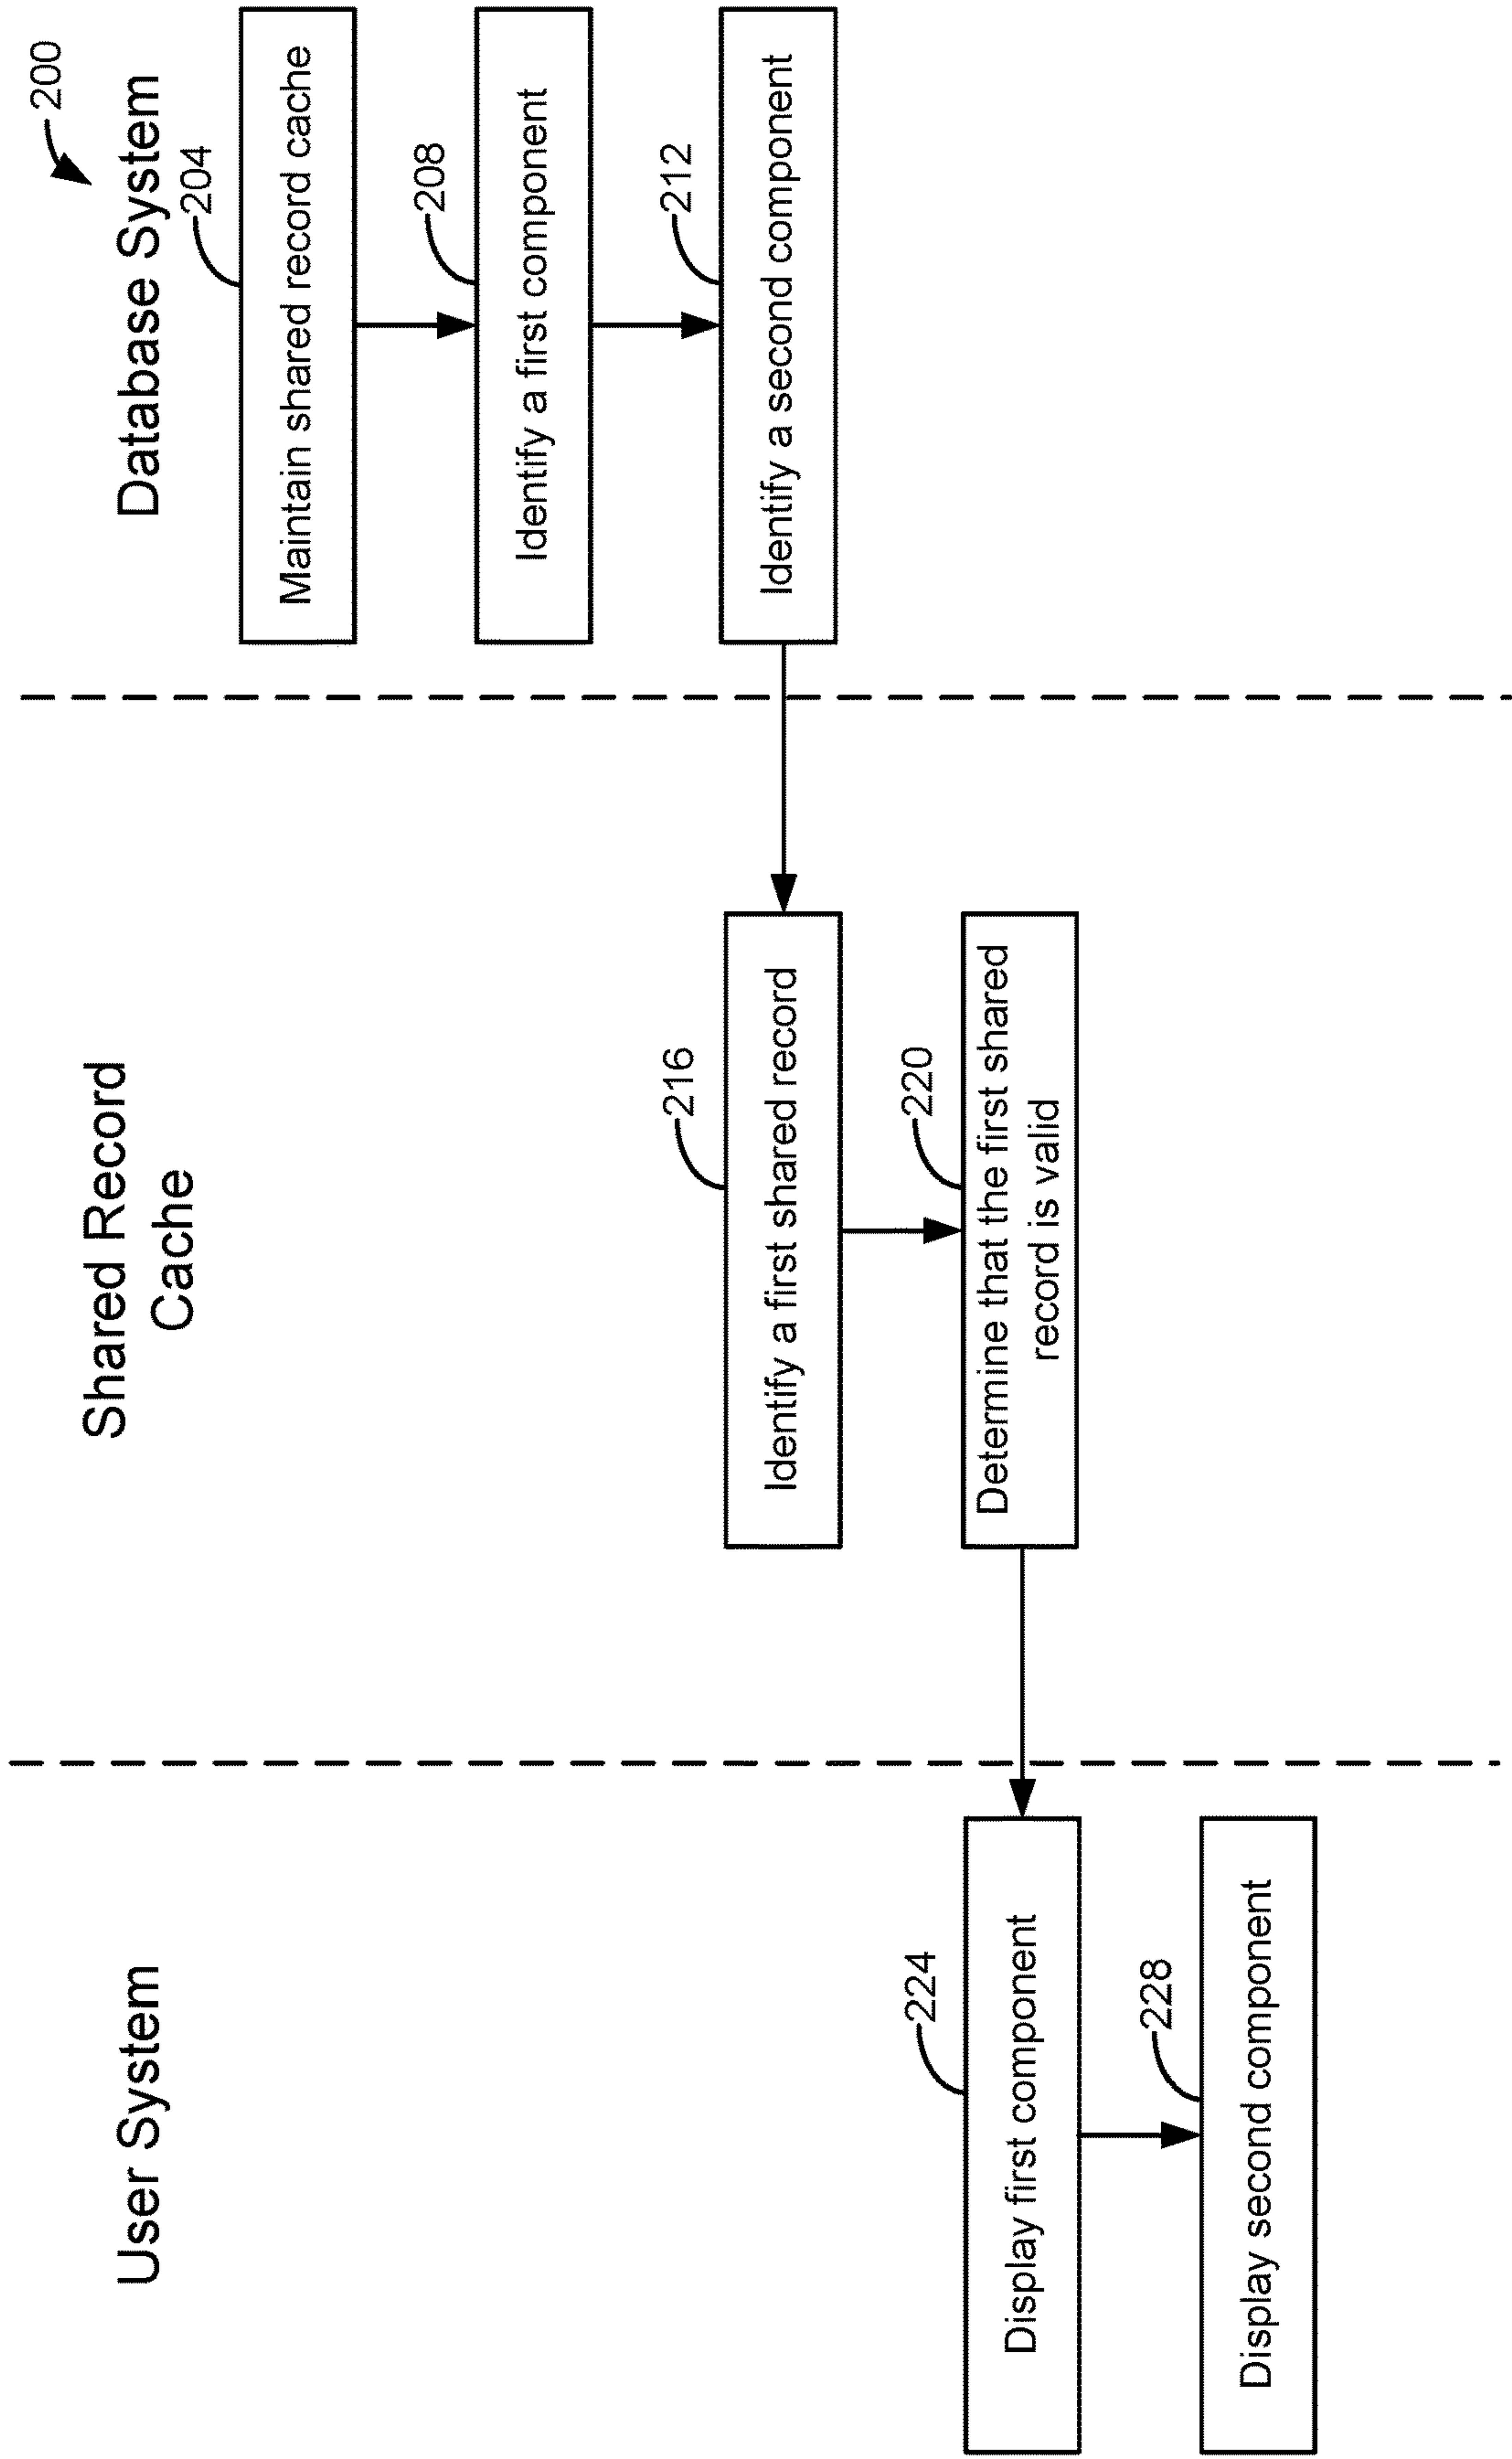 200
User System
Shared Record
Cache
Database System
204
Maintain shared record cache
208
Identify a first component
212
Identify a second component
216
Identify a first shared record
220
Determine that the first shared
record is valid
224
Display first component
228
Display second component